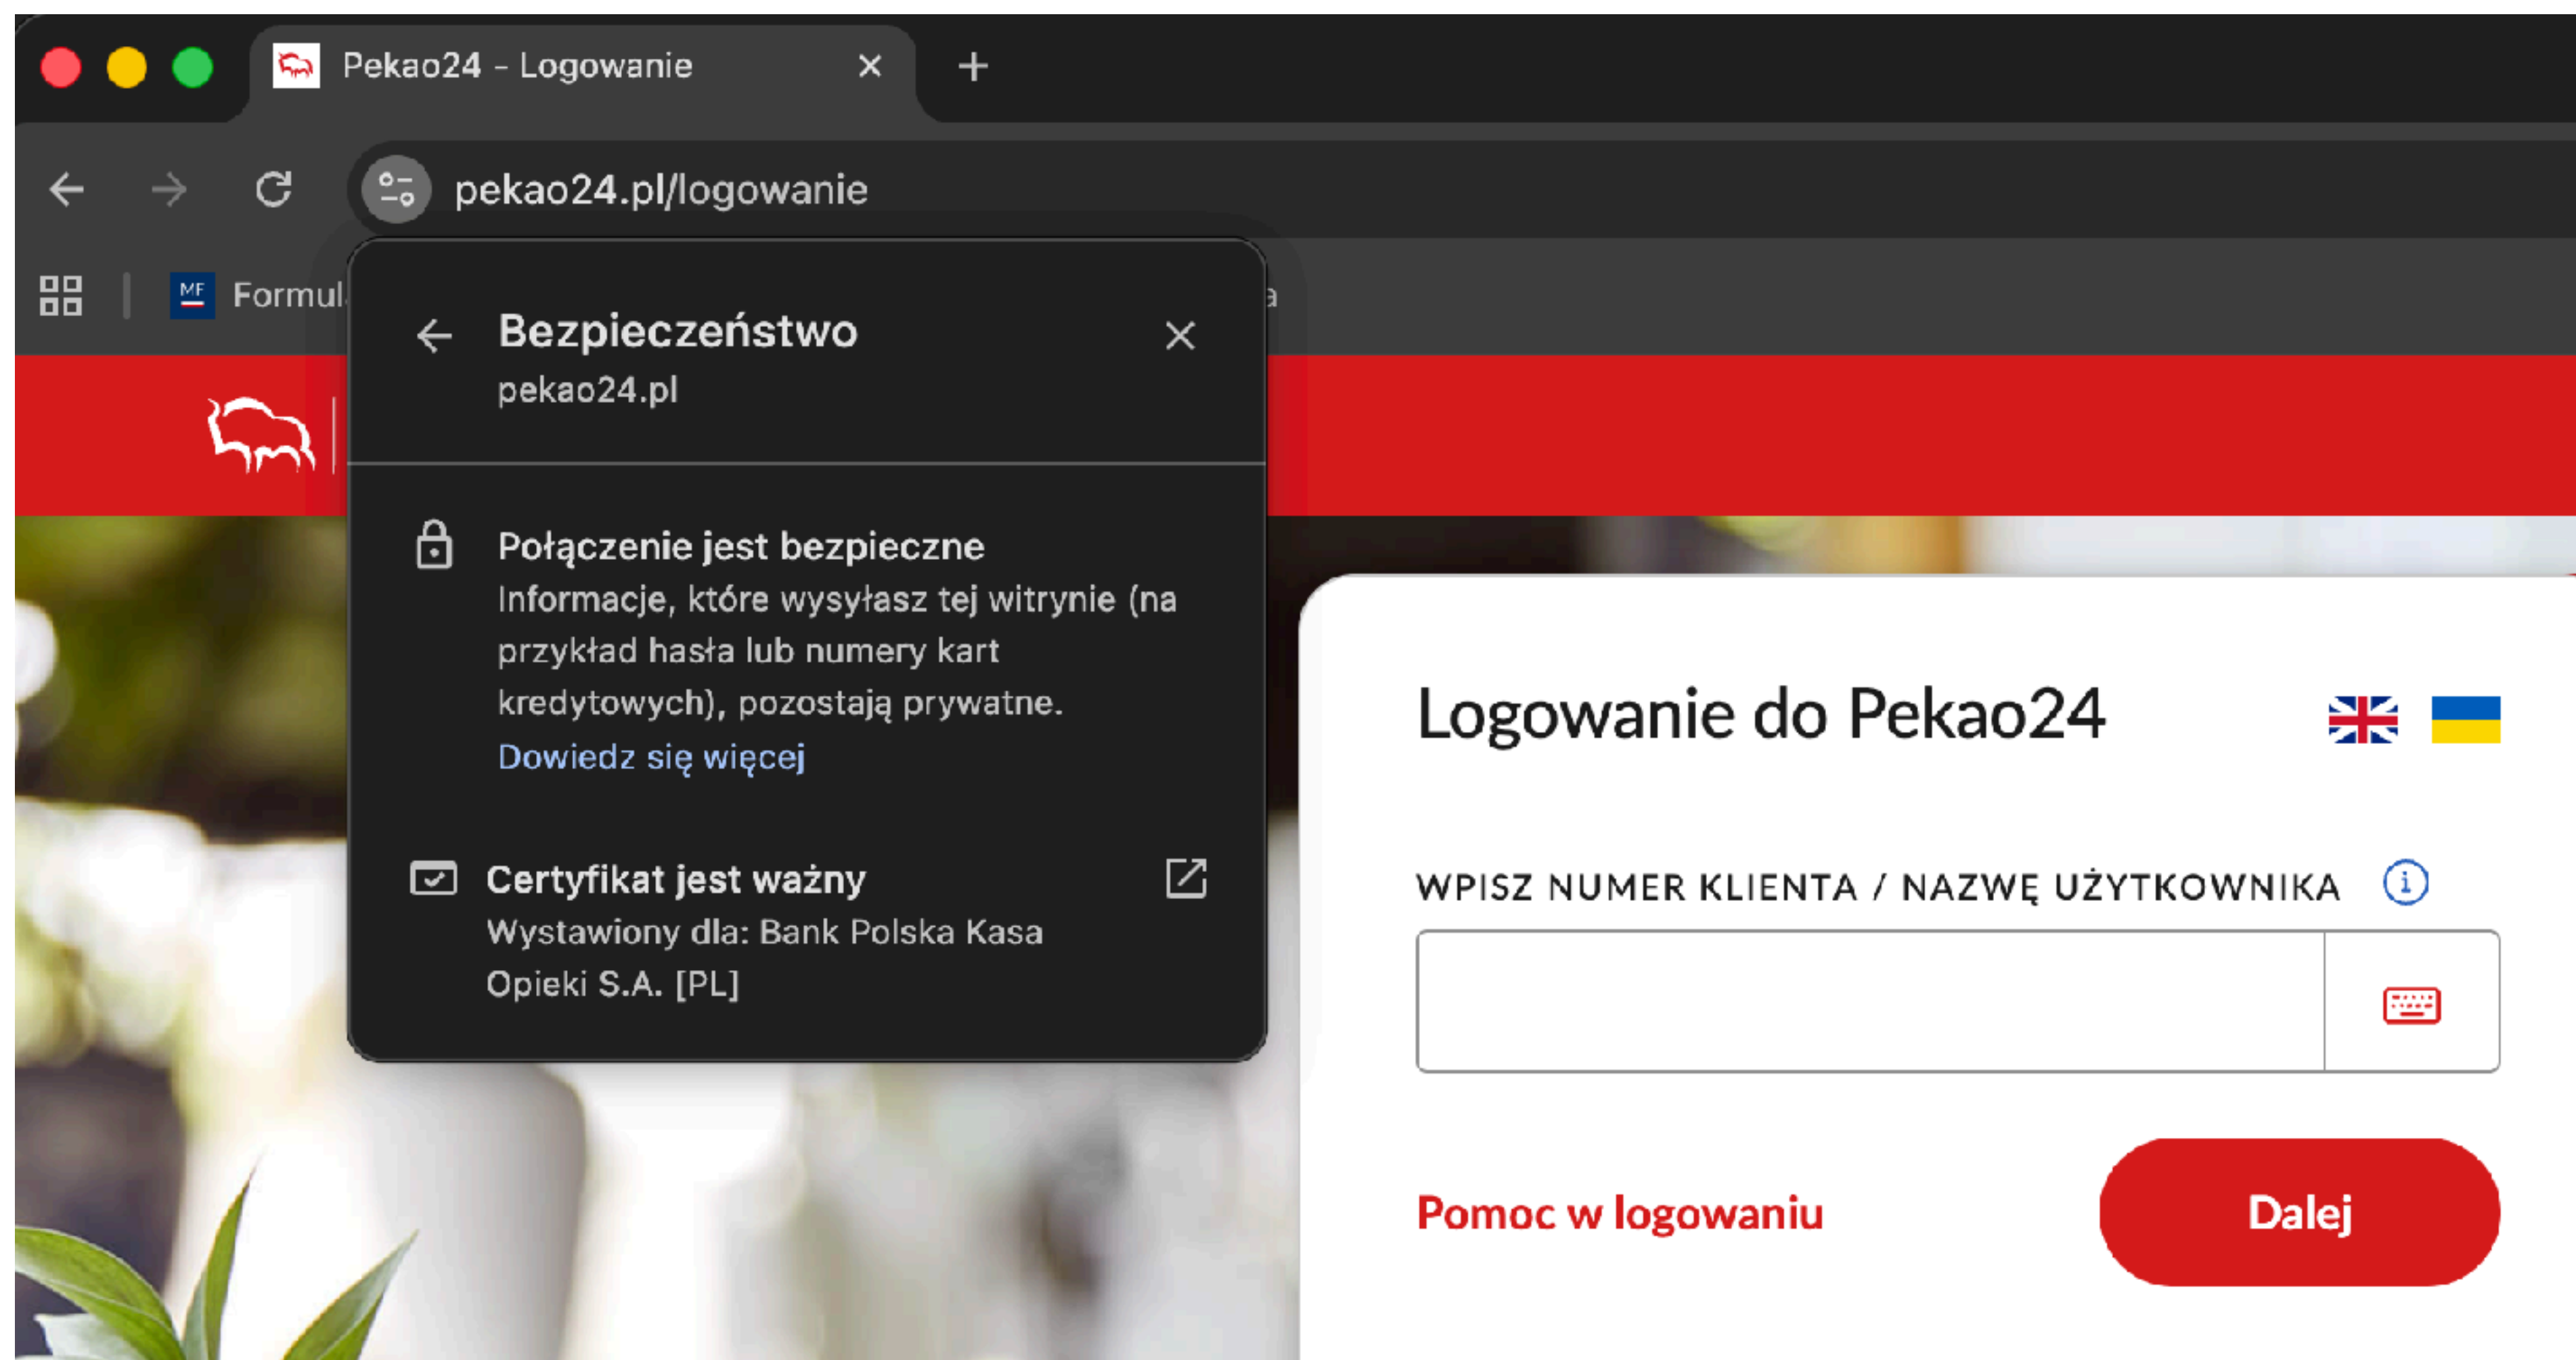 Pekao24 - Logowanie
pekao24.pl/logowanie
MF
Bezpieczeństwo
pekao24.pl
Połączenie jest bezpieczne
Informacje, które wysyłasz tej witrynie (na
przykład hasła lub numery kart
kredytowych), pozostają prywatne.
Dowiedz się więcej
Certyfikat jest ważny
Wystawiony dla: Bank Polska Kasa
Opieki S.A. [PL]
Logowanie do Pekao24
WPISZ NUMER KLIENTA / NAZWĘ UŻYTKOWNIKA
Pomoc w logowaniu
Dalej